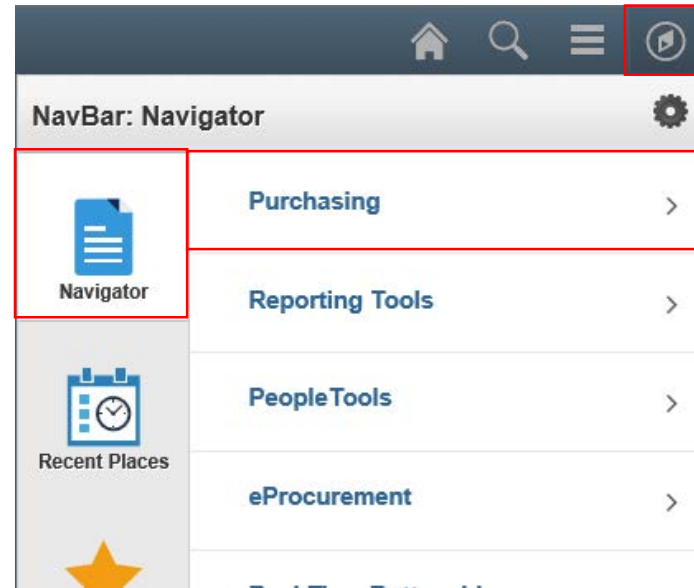 NavBar: Navigator
Purchasing
Navigator
Reporting Tools
PeopleTools
Recent Places
eProcurement